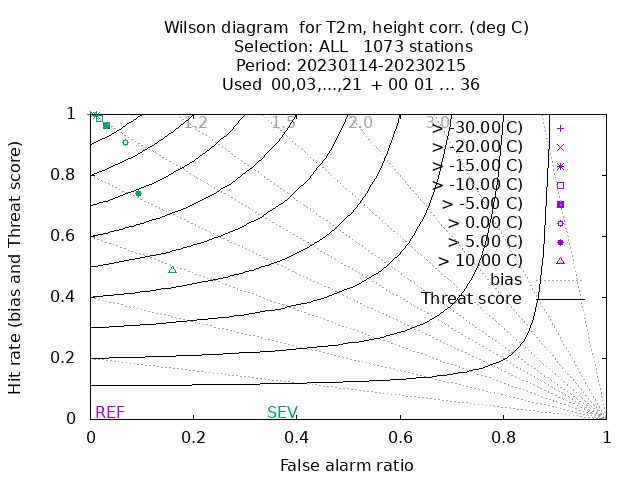 Wilson diagram  for T2m, height corr. (deg C)
Selection: ALL   1073 stations
Period: 20230114-20230215
Used  00,03,...,21  + 00 01 ... 36
1.2 1.5 2.0 3.0
> -30.00 C)
> -20.00 C)
> -15.00 C)
> -10.00 C)
> -5.00 C)
> 0.00 C)
> 5.00 C)
> 10.00 C)
bias
Threat score
Hit rate (bias and Threat score)
1
0.8
0.6
0.4
0.2
0
REF SEV
0 0.2 0.4 0.6 0.8 1
False alarm ratio